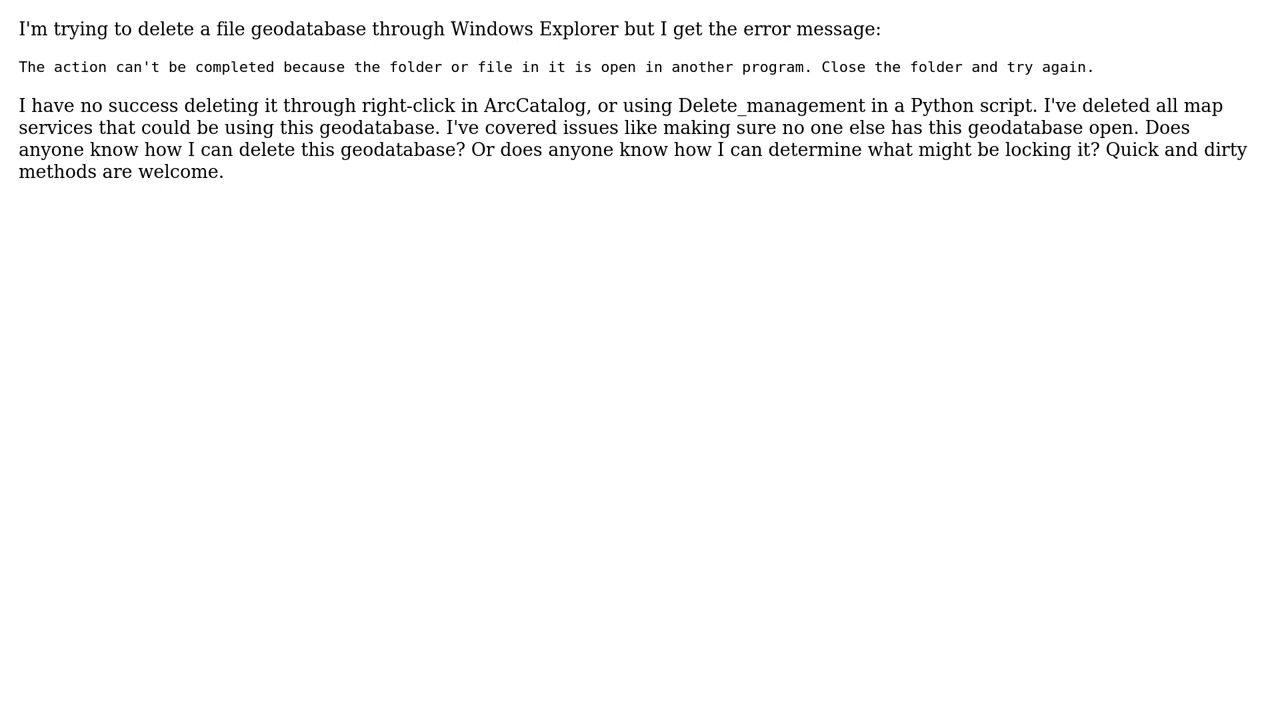 I'm trying to delete a file geodatabase through Windows Explorer but I get the error message:
The action can't be completed because the folder or file in it is open in another program. Close the folder and try again.
I have no success deleting it through right-click in ArcCatalog, or using Delete_management in a Python script. I've deleted all map
services that could be using this geodatabase. I've covered issues like making sure no one else has this geodatabase open. Does
anyone know how I can delete this geodatabase? Or does anyone know how I can determine what might be locking it? Quick and dirty
methods are welcome.